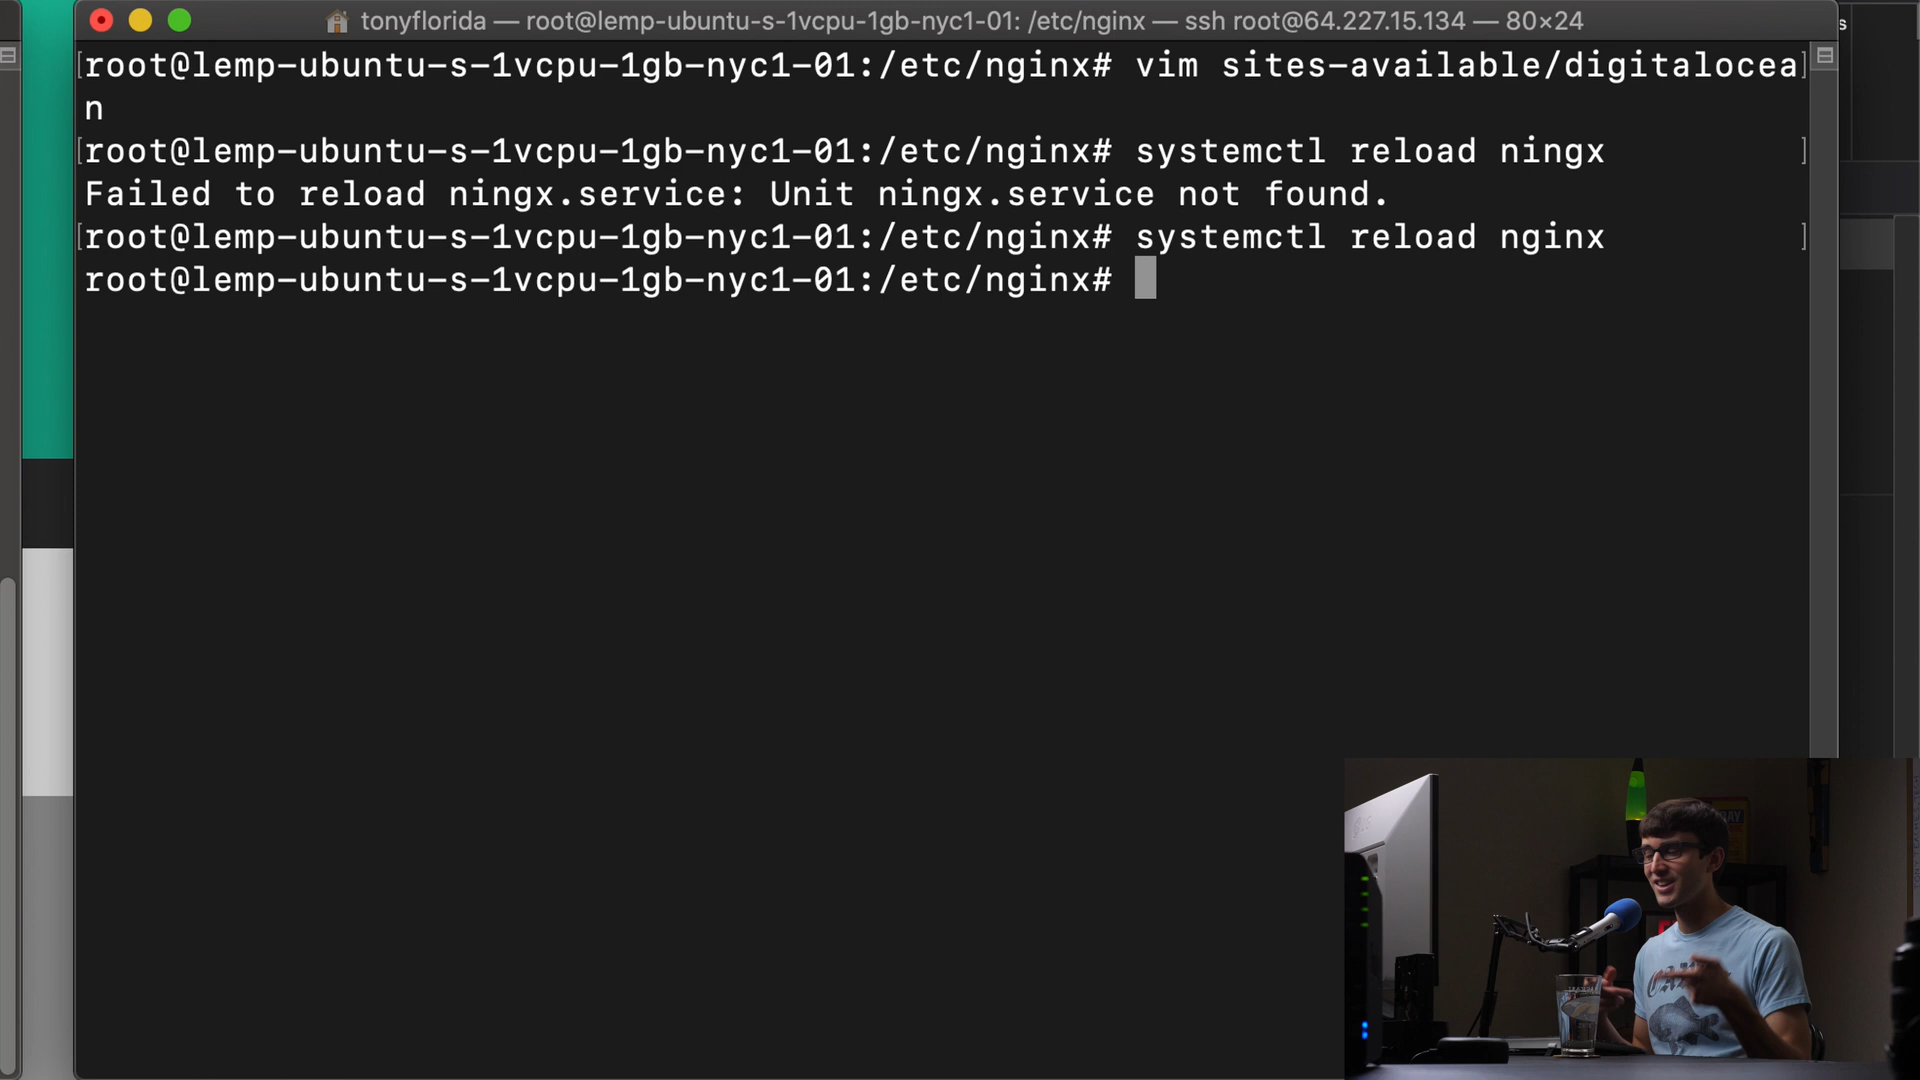 tonyflorida — root@lemp-ubuntu-s-1vcpu-1gb-nyc1-01: /etc/nginx — ssh root@64.227.15.134 — 80×24
s
[root@lemp-ubuntu-s-1vcpu-1gb-nyc1-01:/etc/nginx# vim sites-available/digitalocea]
n
[root@lemp-ubuntu-s-1vcpu-1gb-nyc1-01:/etc/nginx# systemctl reload ningx ]
Failed to reload ningx.service: Unit ningx.service not found.
[root@lemp-ubuntu-s-1vcpu-1gb-nyc1-01:/etc/nginx# systemctl reload nginx ]
root@lemp-ubuntu-s-1vcpu-1gb-nyc1-01:/etc/nginx#